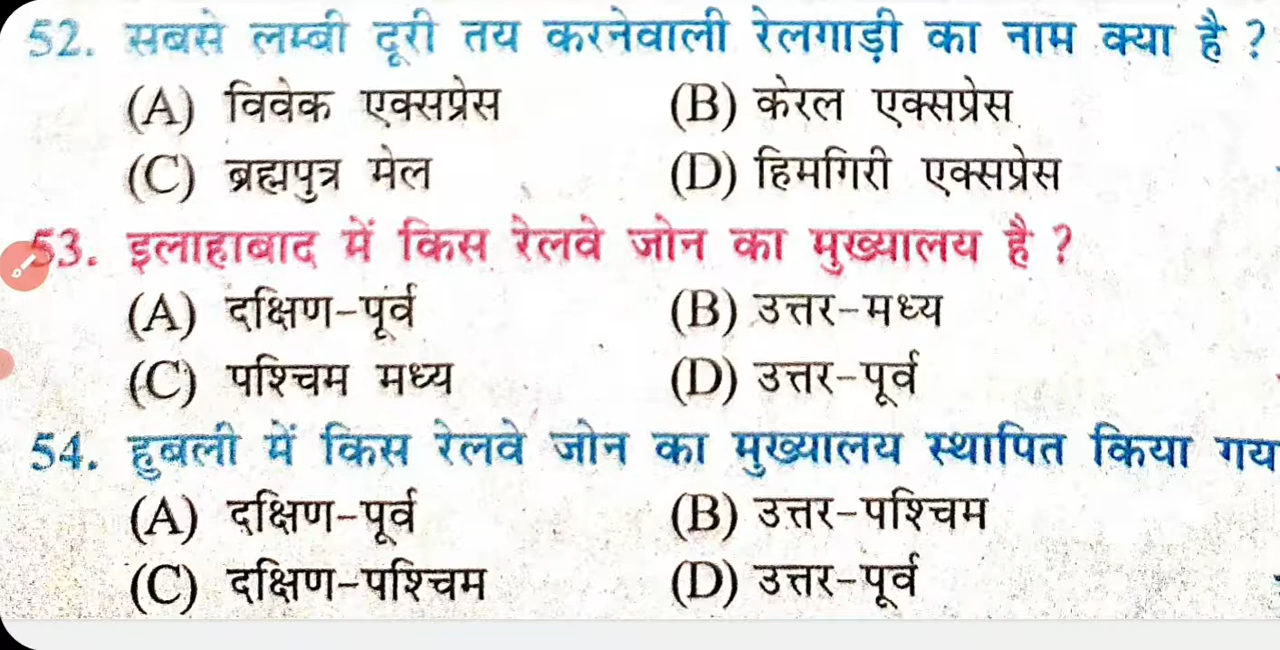 52. सबसे लम्बी दूरी तय करनेवाली रेलगाड़ी का नाम क्या है ?
(A) विवेक एक्सप्रेस (B) केरल एक्सप्रेस
(C) ब्रह्मपुत्र मेल (D) हिमगिरी एक्सप्रेस
53. इलाहाबाद में किस रेलवे जोन का मुख्यालय है ?
(A) दक्षिण-पूर्व (B) उत्तर-मध्य
(C) पश्चिम मध्य (D) उत्तर-पूर्व
54. हुबली में किस रेलवे जोन का मुख्यालय स्थापित किया गय
(A) दक्षिण-पूर्व (B) उत्तर-पश्चिम
(C) दक्षिण-पश्चिम (D) उत्तर-पूर्व